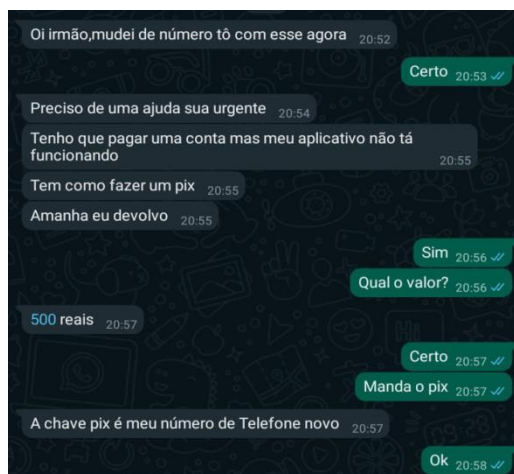 Oi irmão,mudei de número tô com esse agora 20:52
Certo 20:53
Preciso de uma ajuda sua urgente 20:54
Tenho que pagar uma conta mas meu aplicativo não tá
funcionando 20:55
Tem como fazer um pix 20:55
Amanha eu devolvo 20:55
Sim 20:56
Qual o valor? 20:56
500 reais 20:57
Certo 20:57
Manda o pix 20:57
A chave pix é meu número de Telefone novo 20:57
Ok 20:58